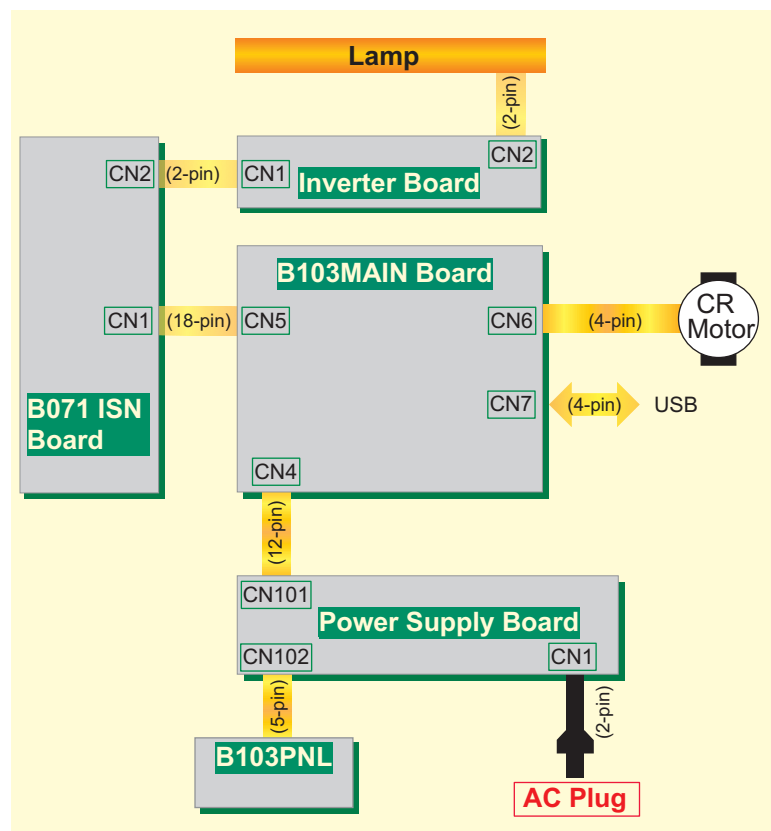 Lamp
(2-pin)
CN2
CN2
(2-pin)
CN1
Inverter Board
B103MAIN Board
CN1
(18-pin)
CN5
CN6
(4-pin)
CR
Motor
CN7
(4-pin)
USB
B071 ISN
Board
CN4
(12-pin)
CN101
Power Supply Board
CN102
CN1
(5-pin)
(2-pin)
B103PNL
AC Plug